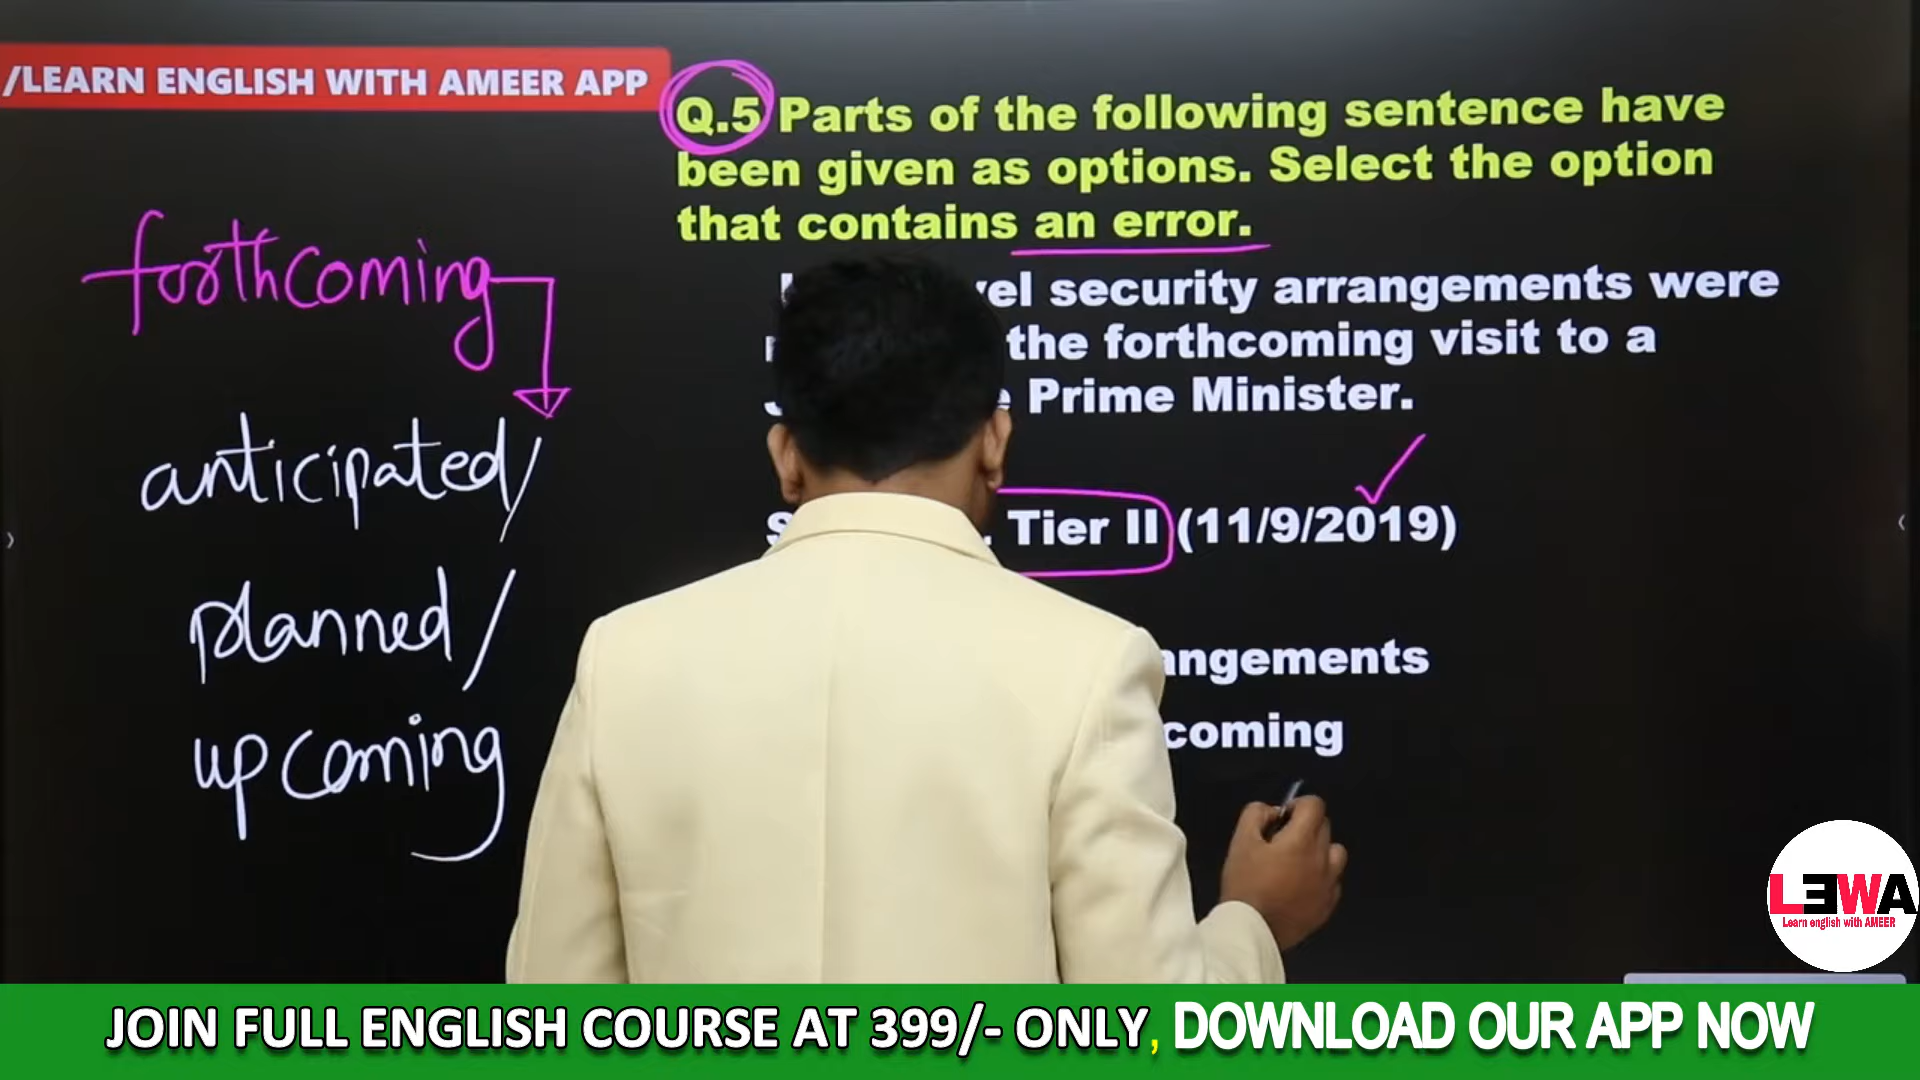 /LEARN ENGLISH WITH AMEER APP
Q.5 Parts of the following sentence have
been given as options. Select the option
that contains an error.
security arrangements were
the forthcoming visit to a
Prime Minister.
Tier II (11/9/2019)
forthcoming
anticipated/
planned/
upcoming
LEWA
Learn english with AMEER
JOIN FULL ENGLISH COURSE AT 399/- ONLY, DOWNLOAD OUR APP NOW